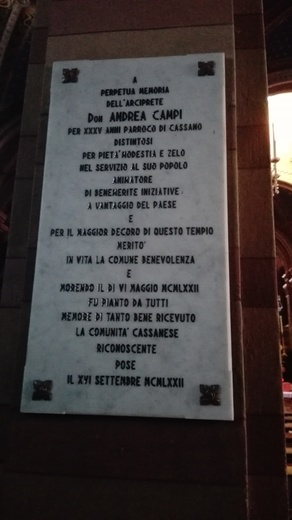 A
PERPETUA MEMORIA
DELL'ARCIPRETE
DON ANDREA CAMPI
PER XXXV ANNI PARROCO DI CASSANO
DISTINTOSI
PER PIETA' MODESTIA E ZELO
NEL SERVIZIO AL SUO POPOLO
ANIMATORE
DI BENEMERITE INIZIATIVE
A VANTAGGIO DEL PAESE
E
PER IL MAGGIOR DECORO DI QUESTO TEMPIO
MERITO'
IN VITA LA COMUNE BENEVOLENZA
E
MORENDO IL DI VI MAGGIO MCMLXXII
FU PIANTO DA TUTTI
MEMORE DI TANTO BENE RICEVUTO
LA COMUNITA' CASSANESE
RICONOSCENTE
POSE
IL XVI SETTEMBRE MCMLXXII